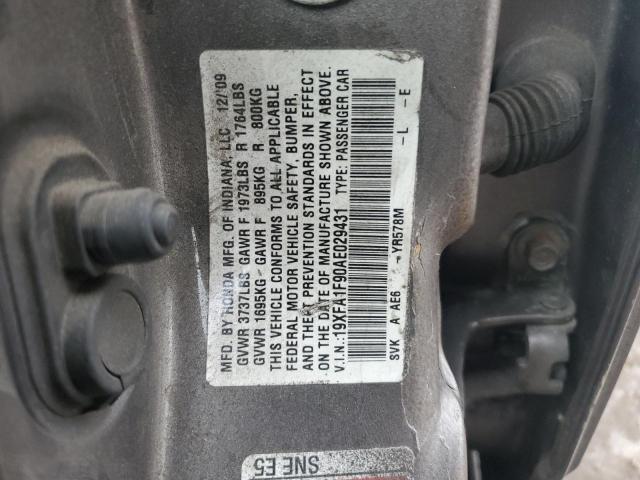 MFD. BY HONDA MFG. OF INDIANA, LLC 12/'09
GVWR 3737LBS GAWR F 1973LBS R 1764LBS
GVWR 1695KG GAWR F 895KG R 800KG
THIS VEHICLE CONFORMS TO ALL APPLICABLE
FEDERAL MOTOR VEHICLE SAFETY, BUMPER,
AND THEFT PREVENTION STANDARDS IN EFFECT
ON THE DATE OF MANUFACTURE SHOWN ABOVE.
V.I.N.:19XFA1F90AE029431 TYPE: PASSENGER CAR
SVK A AE6 -YR578M -L -E
SNE E5